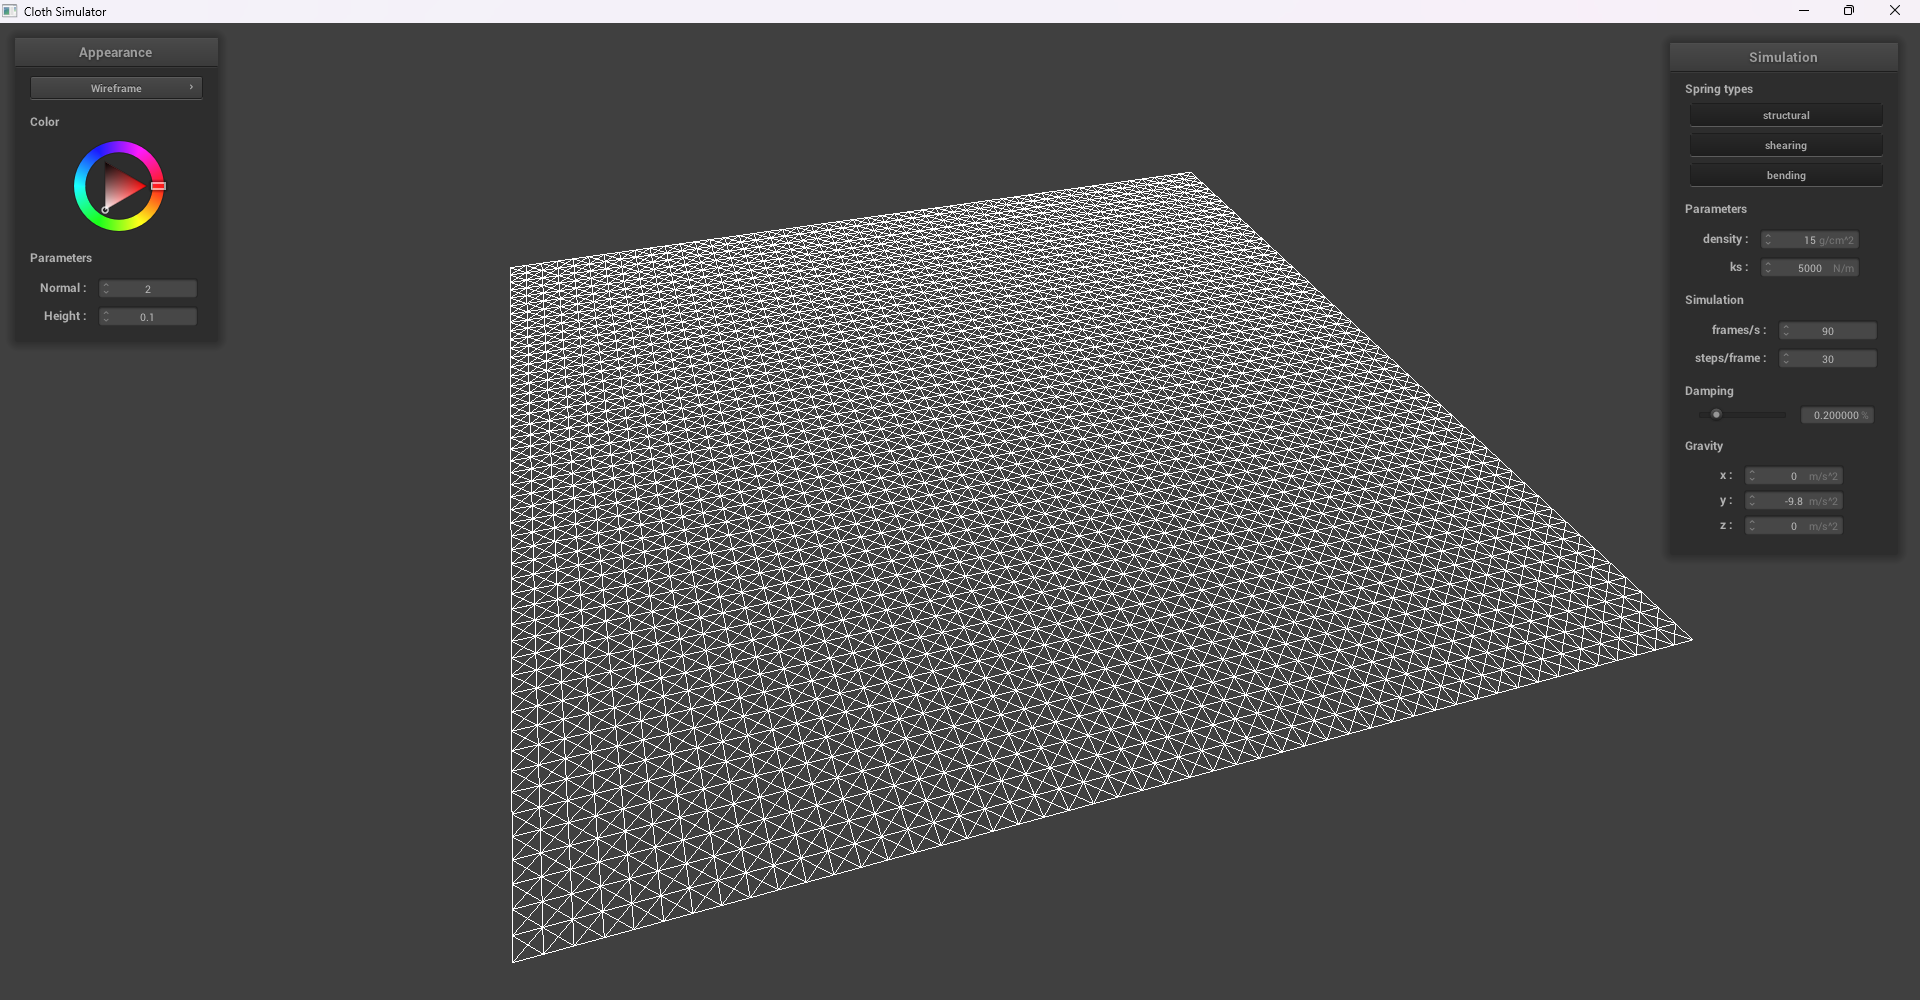 Cloth Simulator
Appearance
Wireframe
Color
Parameters
Normal : 2
Height : 0.1
Simulation
Spring types
structural
shearing
bending
Parameters
density : 15 g/cm^2
ks : 5000 N/m
Simulation
frames/s : 90
steps/frame : 30
Damping
0.200000 %
Gravity
x : 0 m/s^2
y : -9.8 m/s^2
z : 0 m/s^2